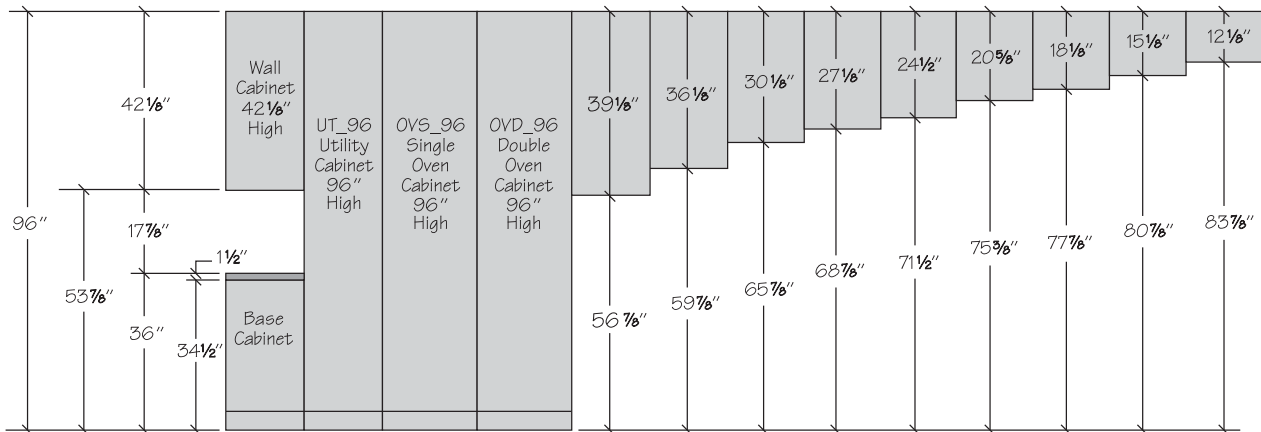 96"
42⅛"
53⅞"
17⅞"
1½"
36"
34½"
Wall
Cabinet
42⅛"
High
Base
Cabinet
UT_96
Utility
Cabinet
96"
High
OVS_96
Single
Oven
Cabinet
96"
High
OVD_96
Double
Oven
Cabinet
96"
High
39⅛"
36⅛"
30⅛"
27⅛"
24½"
20⅝"
18⅛"
15⅛"
12⅛"
56 ⅞"
59⅞"
65⅞"
68⅞"
71½"
75⅜"
77⅞"
80⅞"
83⅞"